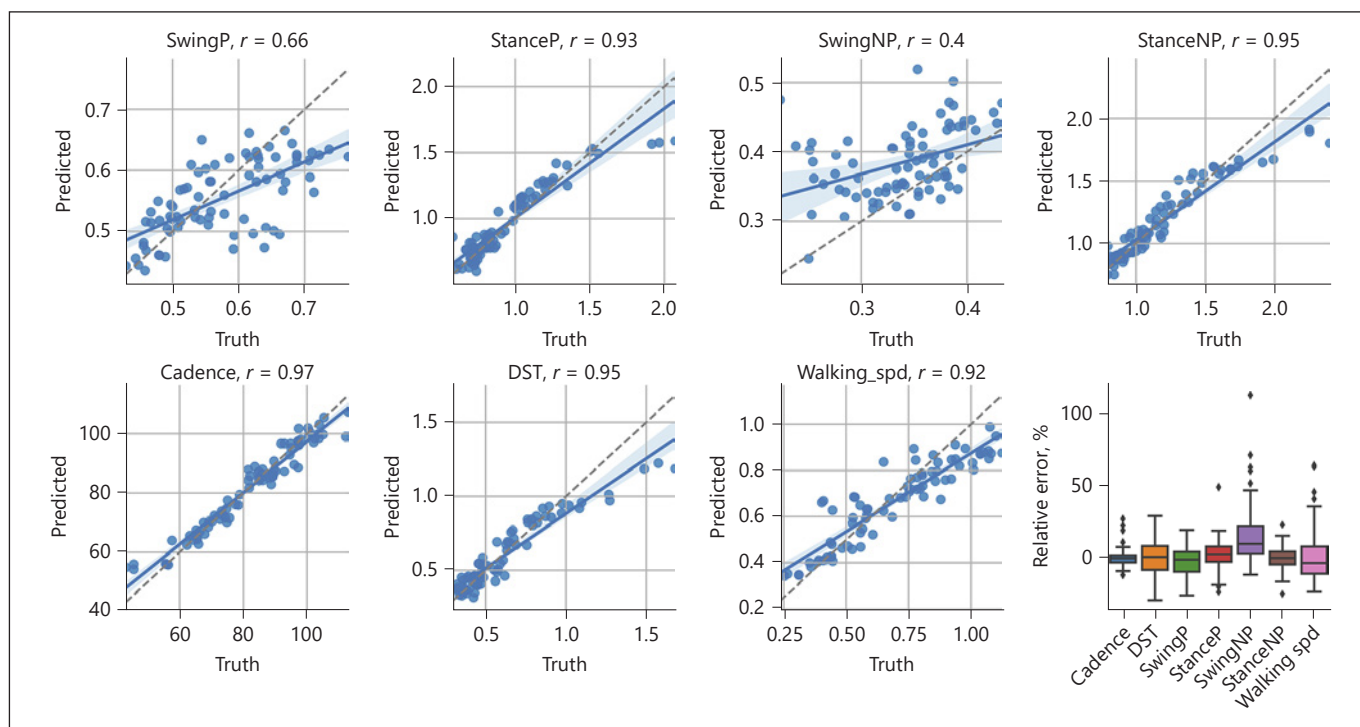 SwingP, r = 0.66
Predicted
0.7
0.6
0.5
0.5 0.6 0.7
Truth
StanceP, r = 0.93
Predicted
2.0
1.5
1.0
1.0 1.5 2.0
Truth
SwingNP, r = 0.4
Predicted
0.5
0.4
0.3
0.3 0.4
Truth
StanceNP, r = 0.95
Predicted
2.0
1.5
1.0
1.0 1.5 2.0
Truth
Cadence, r = 0.97
Predicted
100
80
60
40
60 80 100
Truth
DST, r = 0.95
Predicted
1.5
1.0
0.5
0.5 1.0 1.5
Truth
Walking_spd, r = 0.92
Predicted
1.0
0.8
0.6
0.4
0.2
0.25 0.50 0.75 1.00
Truth
Relative error, %
100
50
0
Cadence
DST
SwingP
StanceP
SwingNP
StanceNP
Walking spd